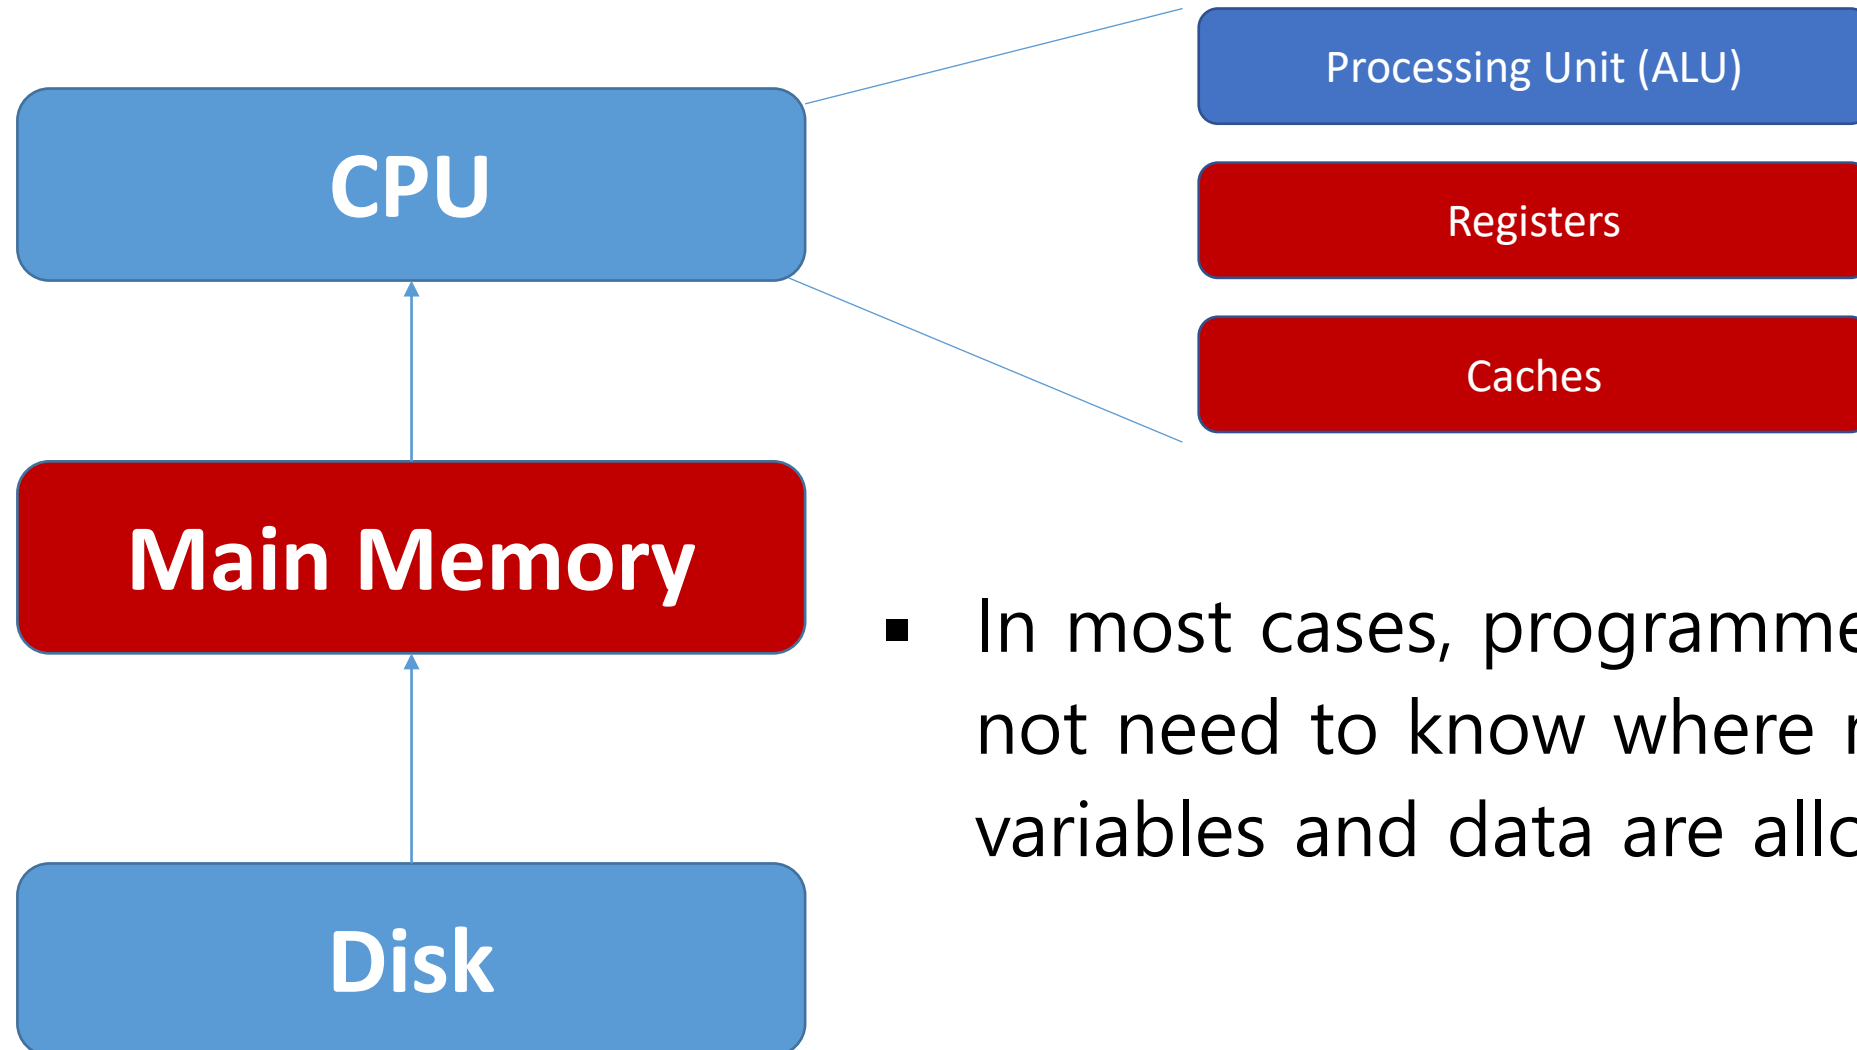 Processing Unit (ALU)
CPU
Registers
Caches
Main Memory
In most cases, programme
not need to know where
variables and data are allo
Disk